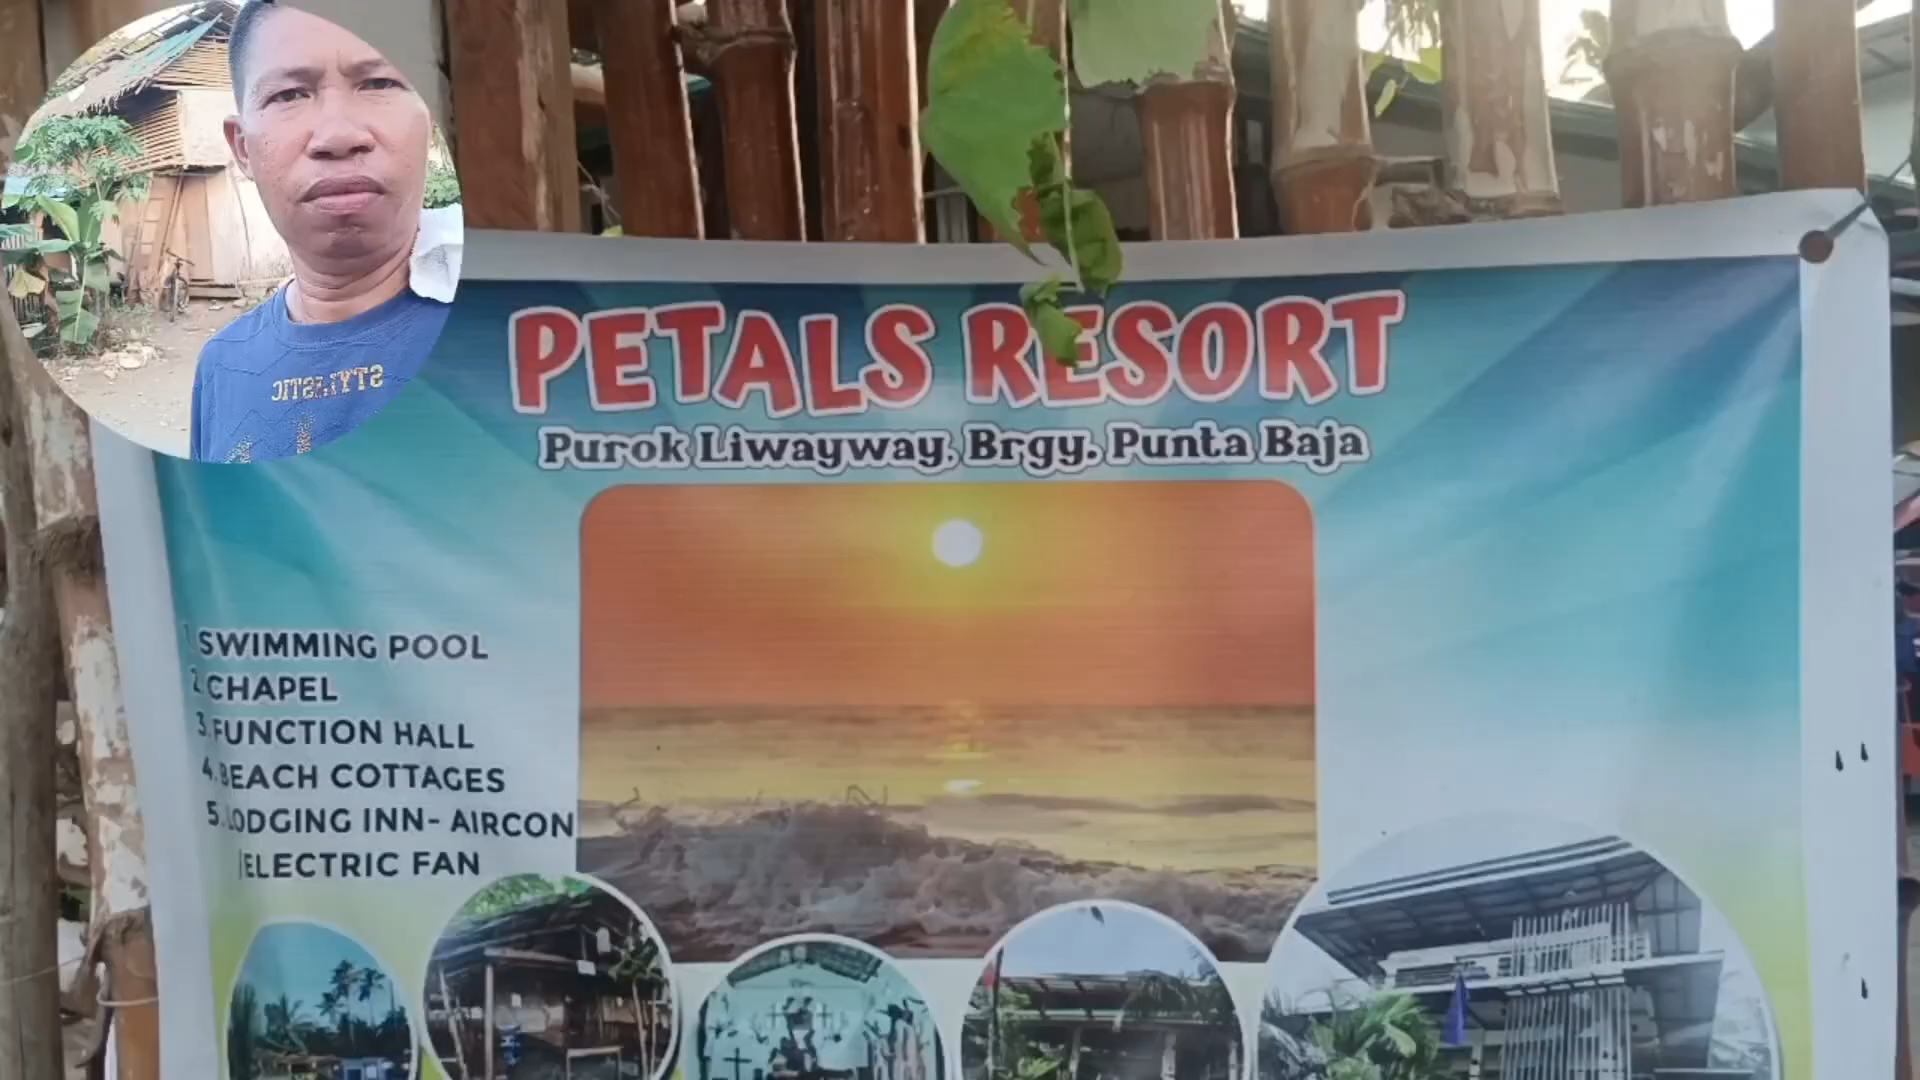 STYLISTIC
PETALS RESORT
Purok Liwayway, Brgy. Punta Baja
1. SWIMMING POOL
2. CHAPEL
3. FUNCTION HALL
4. BEACH COTTAGES
5. LODGING INN- AIRCON
/ELECTRIC FAN